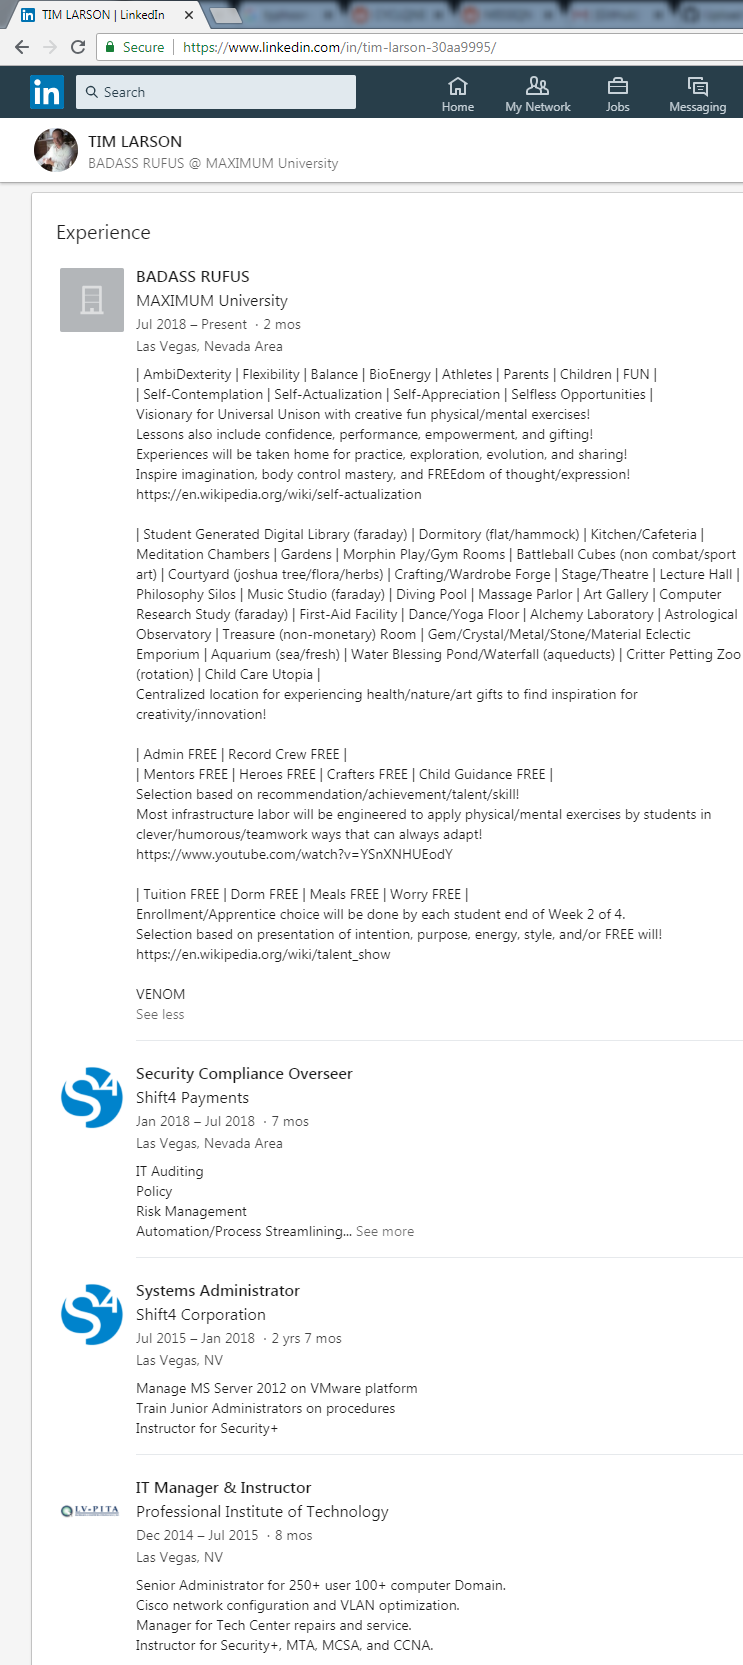 TIM LARSON | LinkedIn
Secure | https://www.linkedin.com/in/tim-larson-30aa9995/
in Search
Home My Network Jobs Messaging
TIM LARSON
BADASS RUFUS @ MAXIMUM University
Experience
BADASS RUFUS
MAXIMUM University
Jul 2018 – Present · 2 mos
Las Vegas, Nevada Area
| AmbiDexterity | Flexibility | Balance | BioEnergy | Athletes | Parents | Children | FUN |
| Self-Contemplation | Self-Actualization | Self-Appreciation | Selfless Opportunities |
Visionary for Universal Unison with creative fun physical/mental exercises!
Lessons also include confidence, performance, empowerment, and gifting!
Experiences will be taken home for practice, exploration, evolution, and sharing!
Inspire imagination, body control mastery, and FREEdom of thought/expression!
https://en.wikipedia.org/wiki/self-actualization
| Student Generated Digital Library (faraday) | Dormitory (flat/hammock) | Kitchen/Cafeteria |
Meditation Chambers | Gardens | Morphin Play/Gym Rooms | Battleball Cubes (non combat/sport
art) | Courtyard (joshua tree/flora/herbs) | Crafting/Wardrobe Forge | Stage/Theatre | Lecture Hall |
Philosophy Silos | Music Studio (faraday) | Diving Pool | Massage Parlor | Art Gallery | Computer
Research Study (faraday) | First-Aid Facility | Dance/Yoga Floor | Alchemy Laboratory | Astrological
Observatory | Treasure (non-monetary) Room | Gem/Crystal/Metal/Stone/Material Eclectic
Emporium | Aquarium (sea/fresh) | Water Blessing Pond/Waterfall (aqueducts) | Critter Petting Zoo
(rotation) | Child Care Utopia |
Centralized location for experiencing health/nature/art gifts to find inspiration for
creativity/innovation!
| Admin FREE | Record Crew FREE |
| Mentors FREE | Heroes FREE | Crafters FREE | Child Guidance FREE |
Selection based on recommendation/achievement/talent/skill!
Most infrastructure labor will be engineered to apply physical/mental exercises by students in
clever/humorous/teamwork ways that can always adapt!
https://www.youtube.com/watch?v=YSnXNHUEodY
| Tuition FREE | Dorm FREE | Meals FREE | Worry FREE |
Enrollment/Apprentice choice will be done by each student end of Week 2 of 4.
Selection based on presentation of intention, purpose, energy, style, and/or FREE will!
https://en.wikipedia.org/wiki/talent_show
VENOM
See less
S4
Security Compliance Overseer
Shift4 Payments
Jan 2018 – Jul 2018 · 7 mos
Las Vegas, Nevada Area
IT Auditing
Policy
Risk Management
Automation/Process Streamlining... See more
S4
Systems Administrator
Shift4 Corporation
Jul 2015 – Jan 2018 · 2 yrs 7 mos
Las Vegas, NV
Manage MS Server 2012 on VMware platform
Train Junior Administrators on procedures
Instructor for Security+
LV-PITA
IT Manager & Instructor
Professional Institute of Technology
Dec 2014 – Jul 2015 · 8 mos
Las Vegas, NV
Senior Administrator for 250+ user 100+ computer Domain.
Cisco network configuration and VLAN optimization.
Manager for Tech Center repairs and service.
Instructor for Security+, MTA, MCSA, and CCNA.